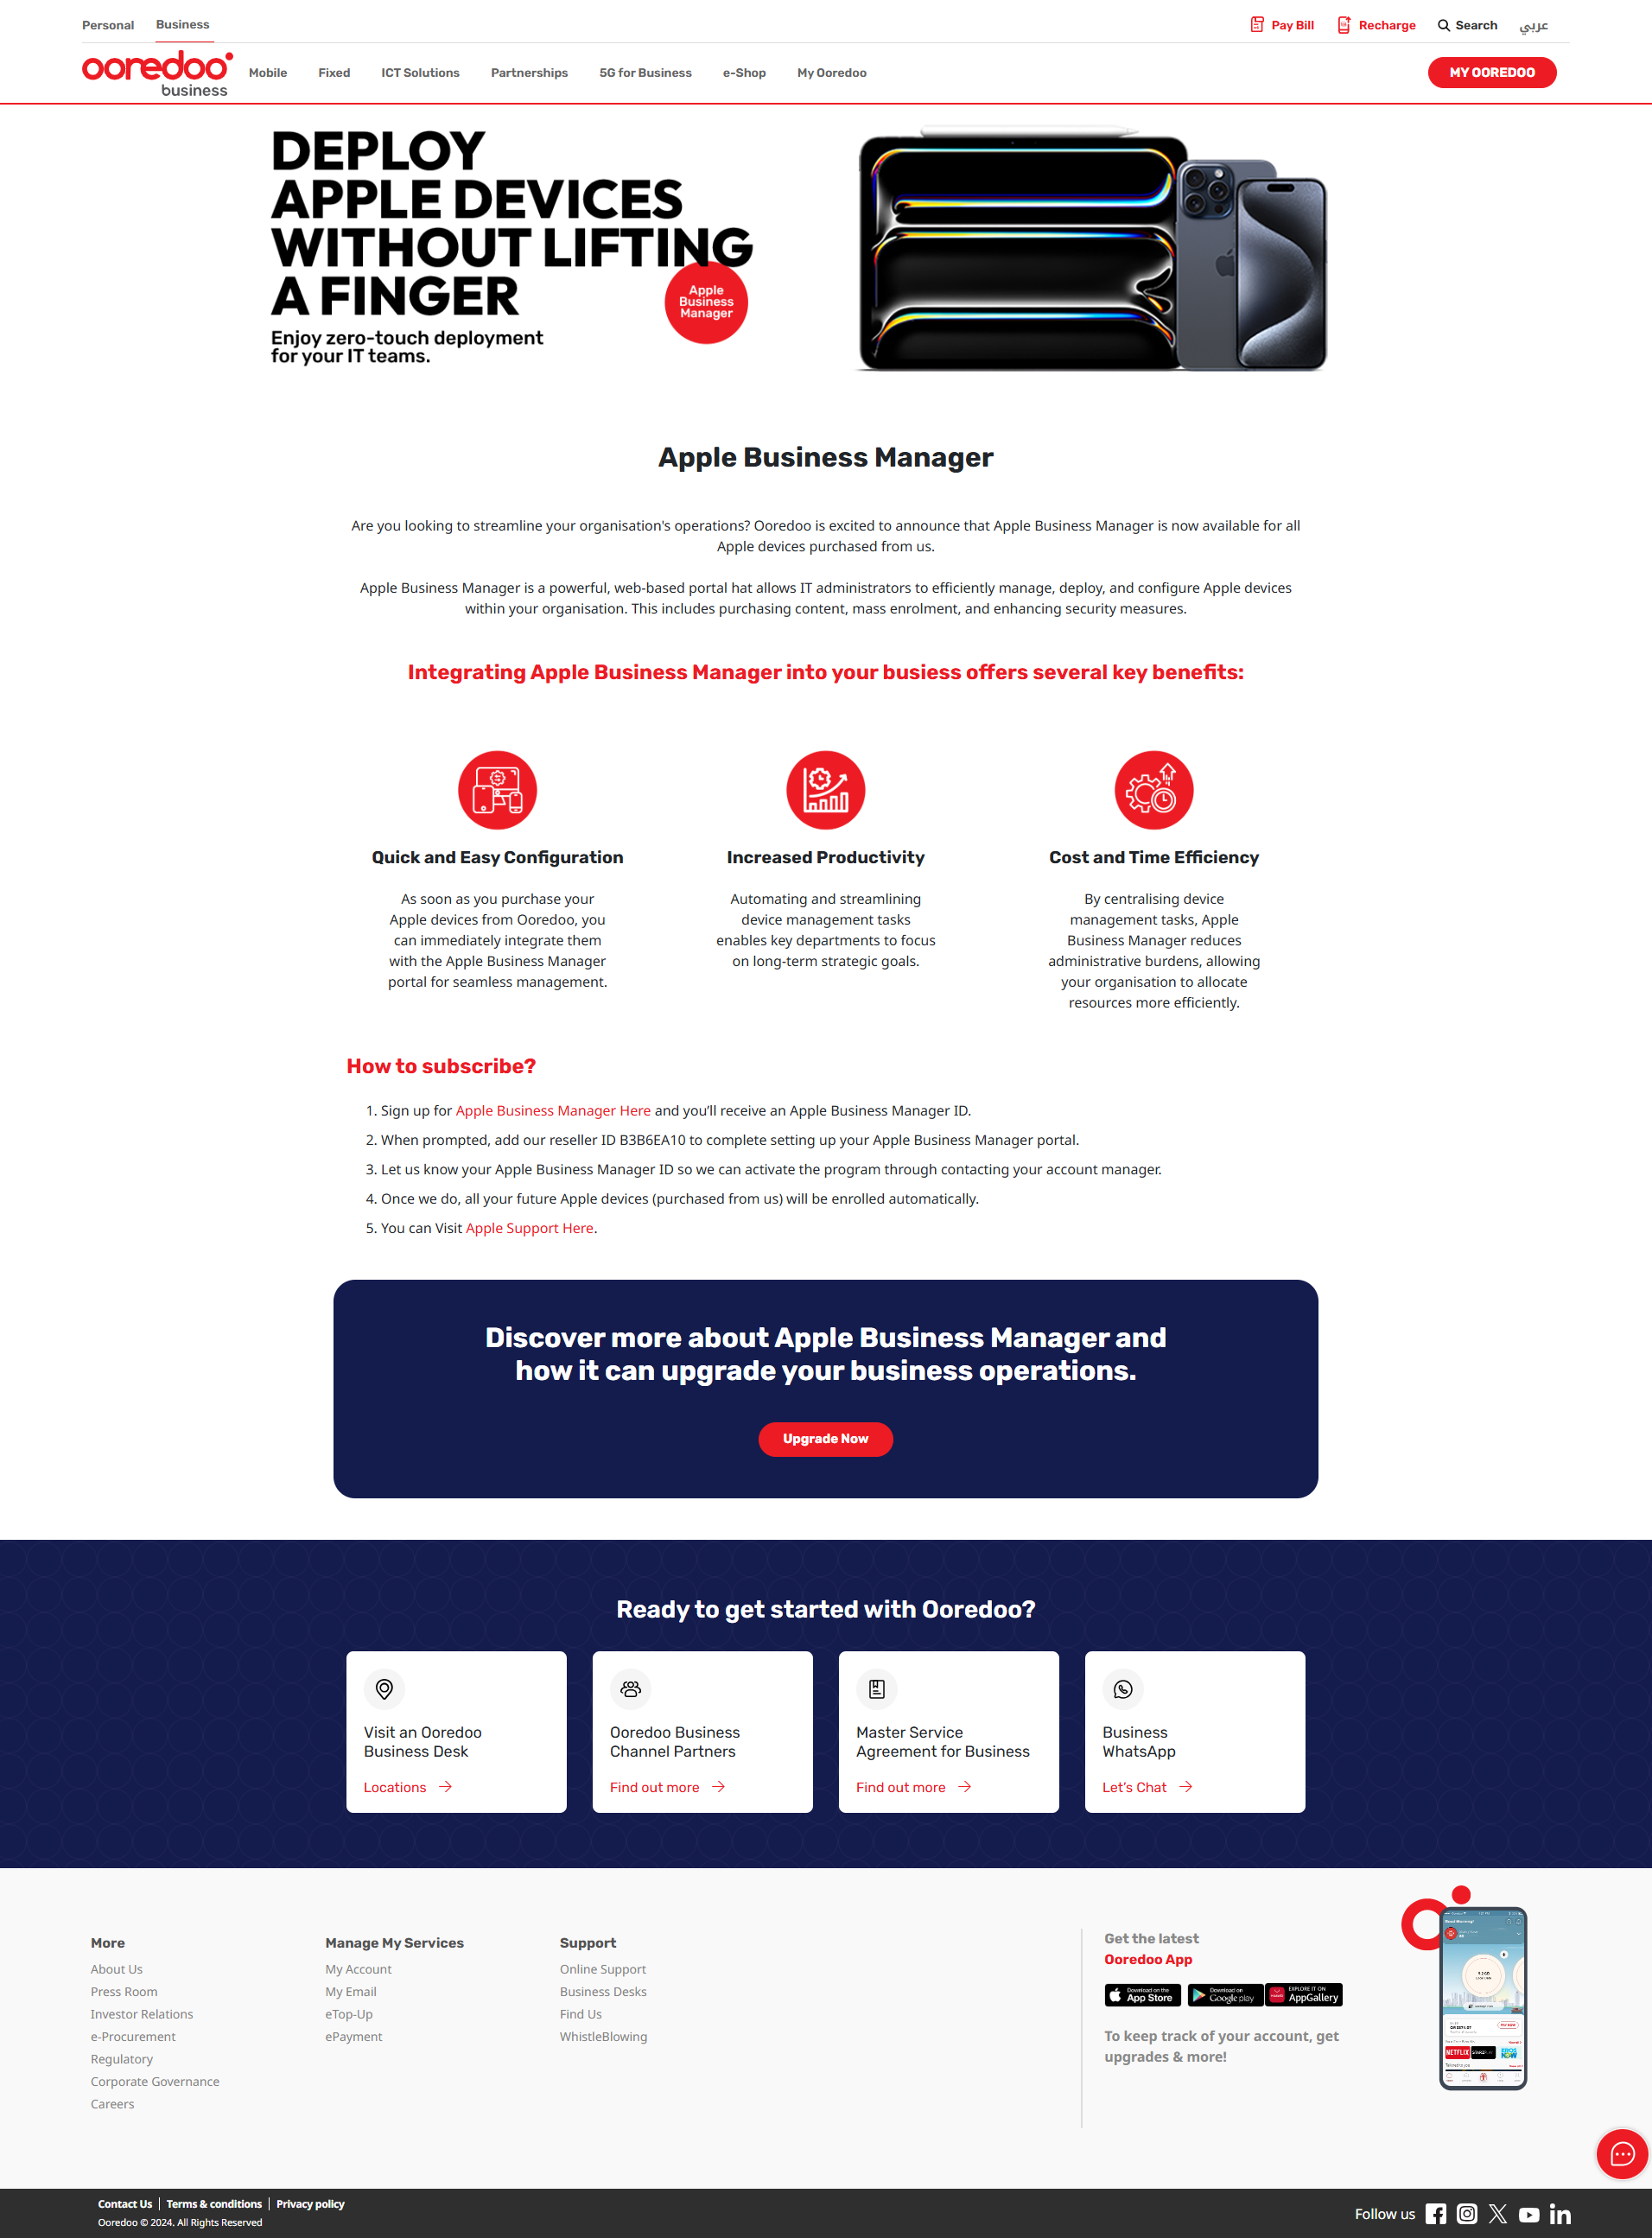 Personal
Business
Pay Bill
Recharge
Search
عربي
ooredoo
business
Mobile
Fixed
ICT Solutions
Partnerships
5G for Business
e-Shop
My Ooredoo
MY OOREDOO
DEPLOY
APPLE DEVICES
WITHOUT LIFTING
A FINGER
Enjoy zero-touch deployment
for your IT teams.
Apple
Business
Manager
Apple Business Manager
Are you looking to streamline your organisation's operations? Ooredoo is excited to announce that Apple Business Manager is now available for all
Apple devices purchased from us.
Apple Business Manager is a powerful, web-based portal hat allows IT administrators to efficiently manage, deploy, and configure Apple devices
within your organisation. This includes purchasing content, mass enrolment, and enhancing security measures.
Integrating Apple Business Manager into your busiess offers several key benefits:
Quick and Easy Configuration
As soon as you purchase your
Apple devices from Ooredoo, you
can immediately integrate them
with the Apple Business Manager
portal for seamless management.
Increased Productivity
Automating and streamlining
device management tasks
enables key departments to focus
on long-term strategic goals.
Cost and Time Efficiency
By centralising device
management tasks, Apple
Business Manager reduces
administrative burdens, allowing
your organisation to allocate
resources more efficiently.
How to subscribe?
1. Sign up for Apple Business Manager Here and you'll receive an Apple Business Manager ID.
2. When prompted, add our reseller ID B3B6EA10 to complete setting up your Apple Business Manager portal.
3. Let us know your Apple Business Manager ID so we can activate the program through contacting your account manager.
4. Once we do, all your future Apple devices (purchased from us) will be enrolled automatically.
5. You can Visit Apple Support Here.
Discover more about Apple Business Manager and
how it can upgrade your business operations.
Upgrade Now
Ready to get started with Ooredoo?
Visit an Ooredoo
Business Desk
Locations
Ooredoo Business
Channel Partners
Find out more
Master Service
Agreement for Business
Find out more
Business
WhatsApp
Let's Chat
More
About Us
Press Room
Investor Relations
e-Procurement
Regulatory
Corporate Governance
Careers
Manage My Services
My Account
My Email
eTop-Up
ePayment
Support
Online Support
Business Desks
Find Us
WhistleBlowing
Get the latest
Ooredoo App
Download on the
App Store
Download on
Google play
EXPLORE IT ON
AppGallery
To keep track of your account, get
upgrades & more!
NETFLIX
Contact Us
Terms & conditions
Privacy policy
Ooredoo © 2024. All Rights Reserved
Follow us